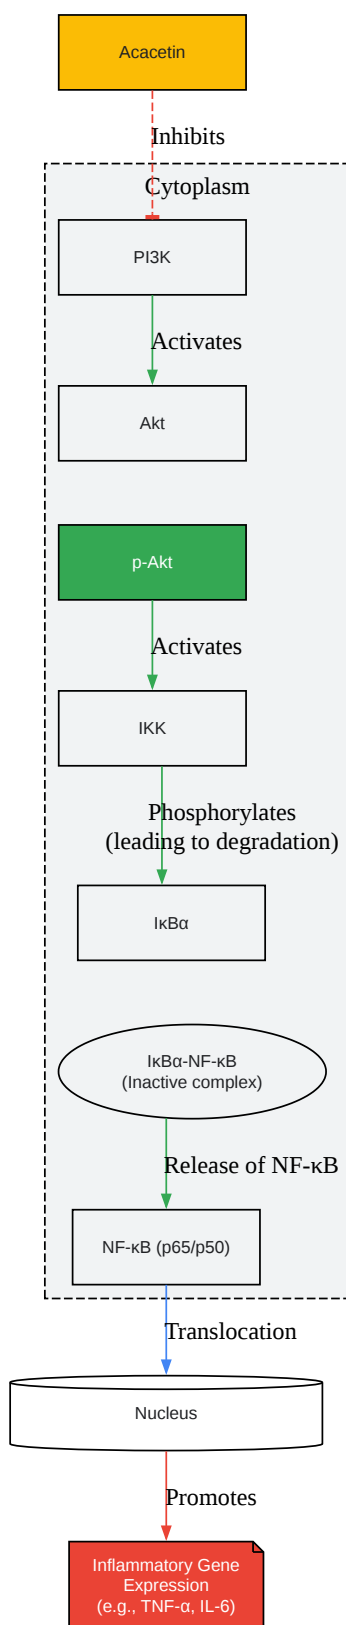 Acacetin
Inhibits
Cytoplasm
PI3K
Activates
Akt
p-Akt
Activates
IKK
Phosphorylates
(leading to degradation)
IκBα
IκBα-NF-κB
(Inactive complex)
Release of NF-κB
NF-κB (p65/p50)
Translocation
Nucleus
Promotes
Inflammatory Gene
Expression
(e.g., TNF-α, IL-6)